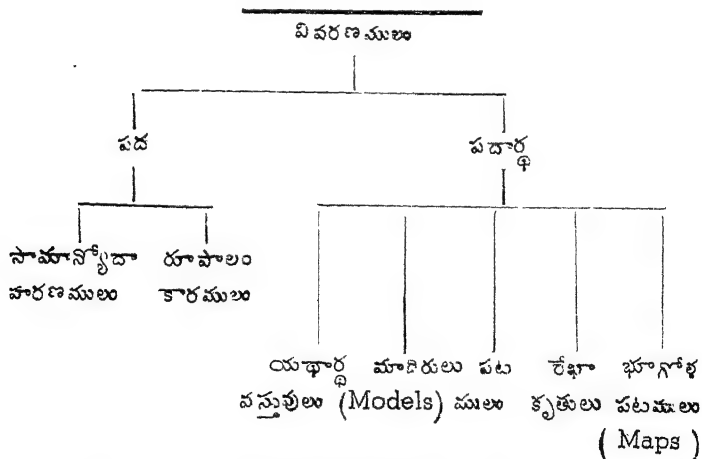 వివరణములు
పద పదార్థ
సామాన్యోదా రూపాలం
హరణములు కారములు
యథార్థ మాదిరులు పట రేఖా భూగోళ
వస్తువులు (Models) ములు కృతులు పటములు
( Maps )